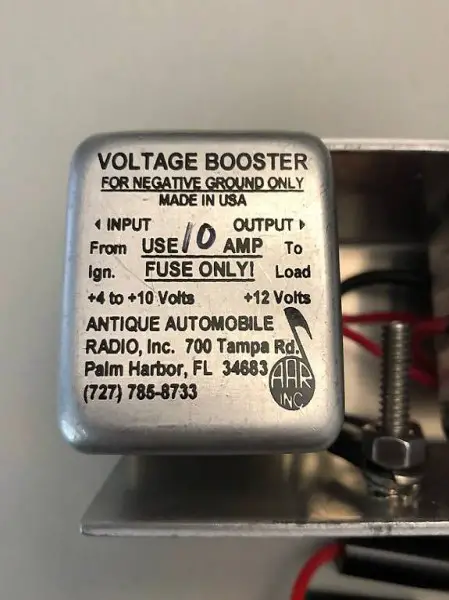 VOLTAGE BOOSTER
FOR NEGATIVE GROUND ONLY
MADE IN USA
◂ INPUT OUTPUT ▸
From USE 10 AMP To
Ign. FUSE ONLY! Load
+4 to +10 Volts +12 Volts
ANTIQUE AUTOMOBILE
RADIO, Inc. 700 Tampa Rd.
Palm Harbor, FL 34683
(727) 785-8733
AAR
INC